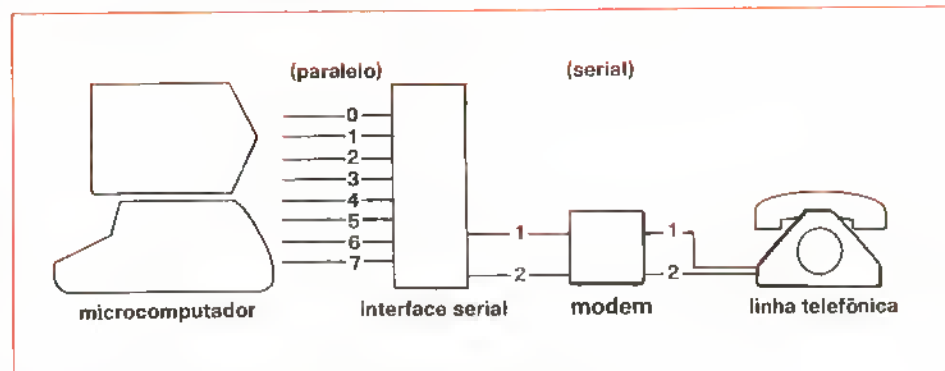 (paralelo)
(serial)
0
1
2
3
4
5
6
7
1
2
1
2
microcomputador
interface serial
modem
linha telefônica